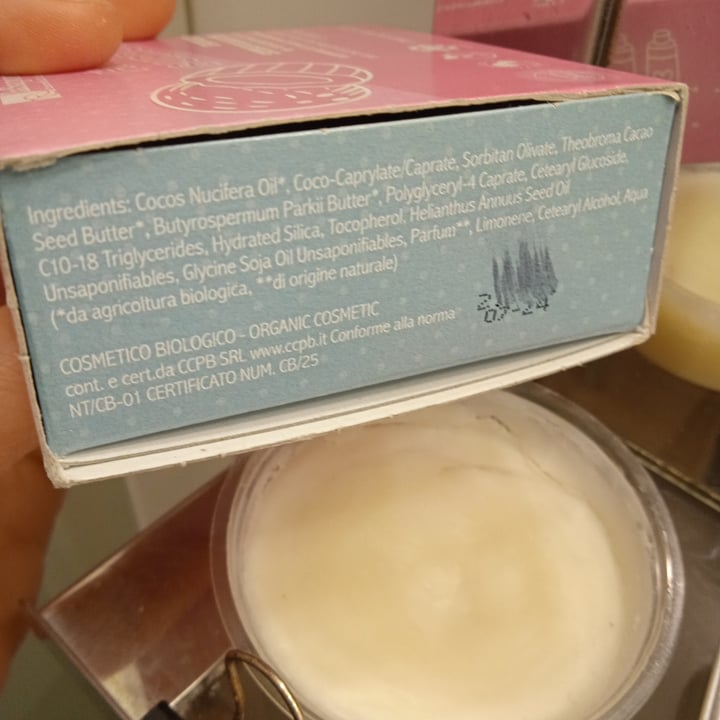 Ingredients: Cocos Nucifera Oil*, Coco-Caprylate/Caprate, Sorbitan Olivate, Theobroma Cacao
Seed Butter*, Butyrospermum Parkii Butter*, Polyglyceryl-4 Caprate, Cetearyl Glucoside,
C10-18 Triglycerides, Hydrated Silica, Tocopherol, Helianthus Annuus Seed Oil
Unsaponifiables, Glycine Soja Oil Unsaponifiables, Parfum**, Limonene, Cetearyl Alcohol, Aqua
(*da agricoltura biologica, **di origine naturale)
07-24
COSMETICO BIOLOGICO - ORGANIC COSMETIC
cont. e cert.da CCPB SRL www.ccpb.it Conforme alla norma
NT/CB-01 CERTIFICATO NUM. CB/25